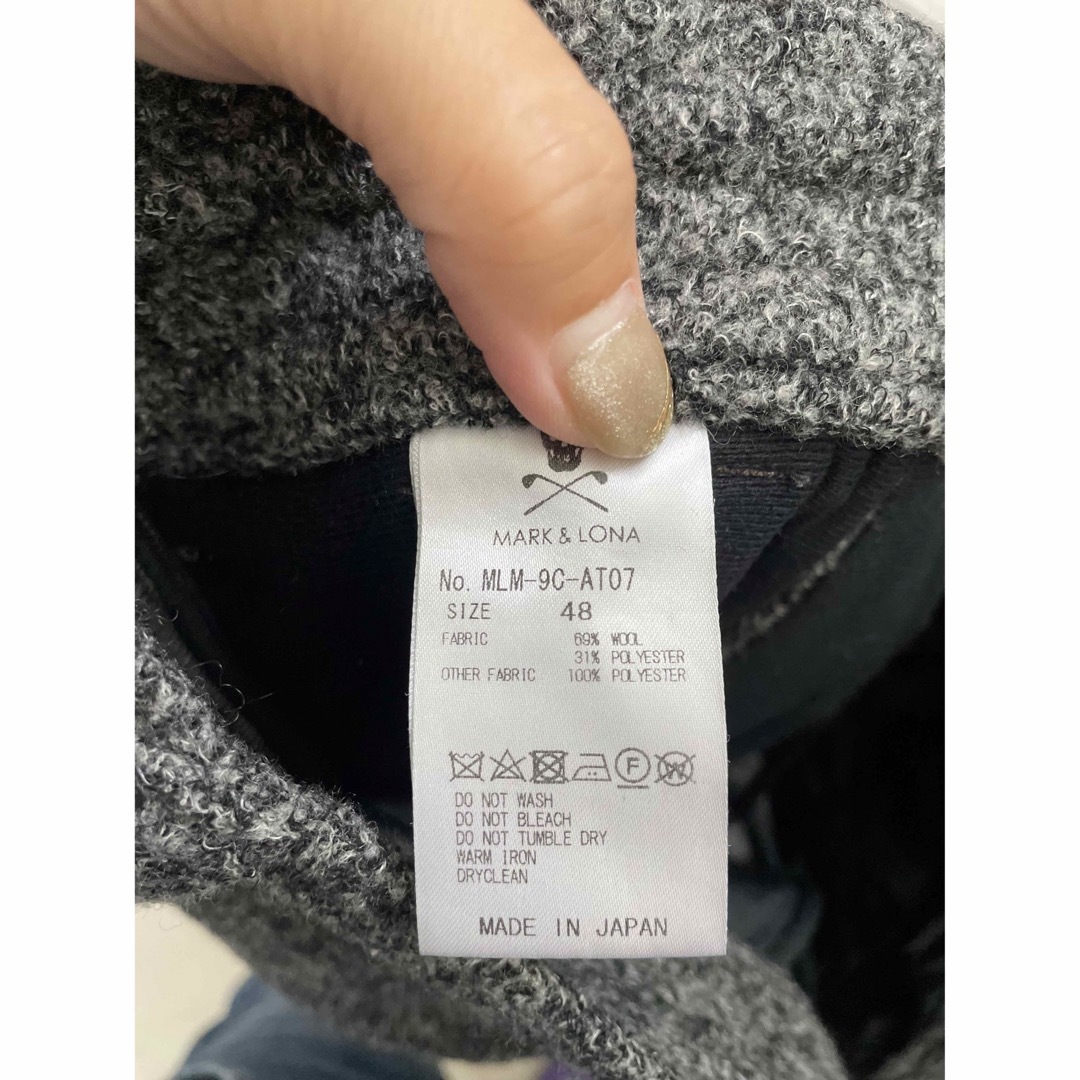 MARK & LONA
No. MLM-9C-AT07
SIZE 48
FABRIC 69% WOOL
31% POLYESTER
OTHER FABRIC 100% POLYESTER
F W
DO NOT WASH
DO NOT BLEACH
DO NOT TUMBLE DRY
WARM IRON
DRYCLEAN
MADE IN JAPAN